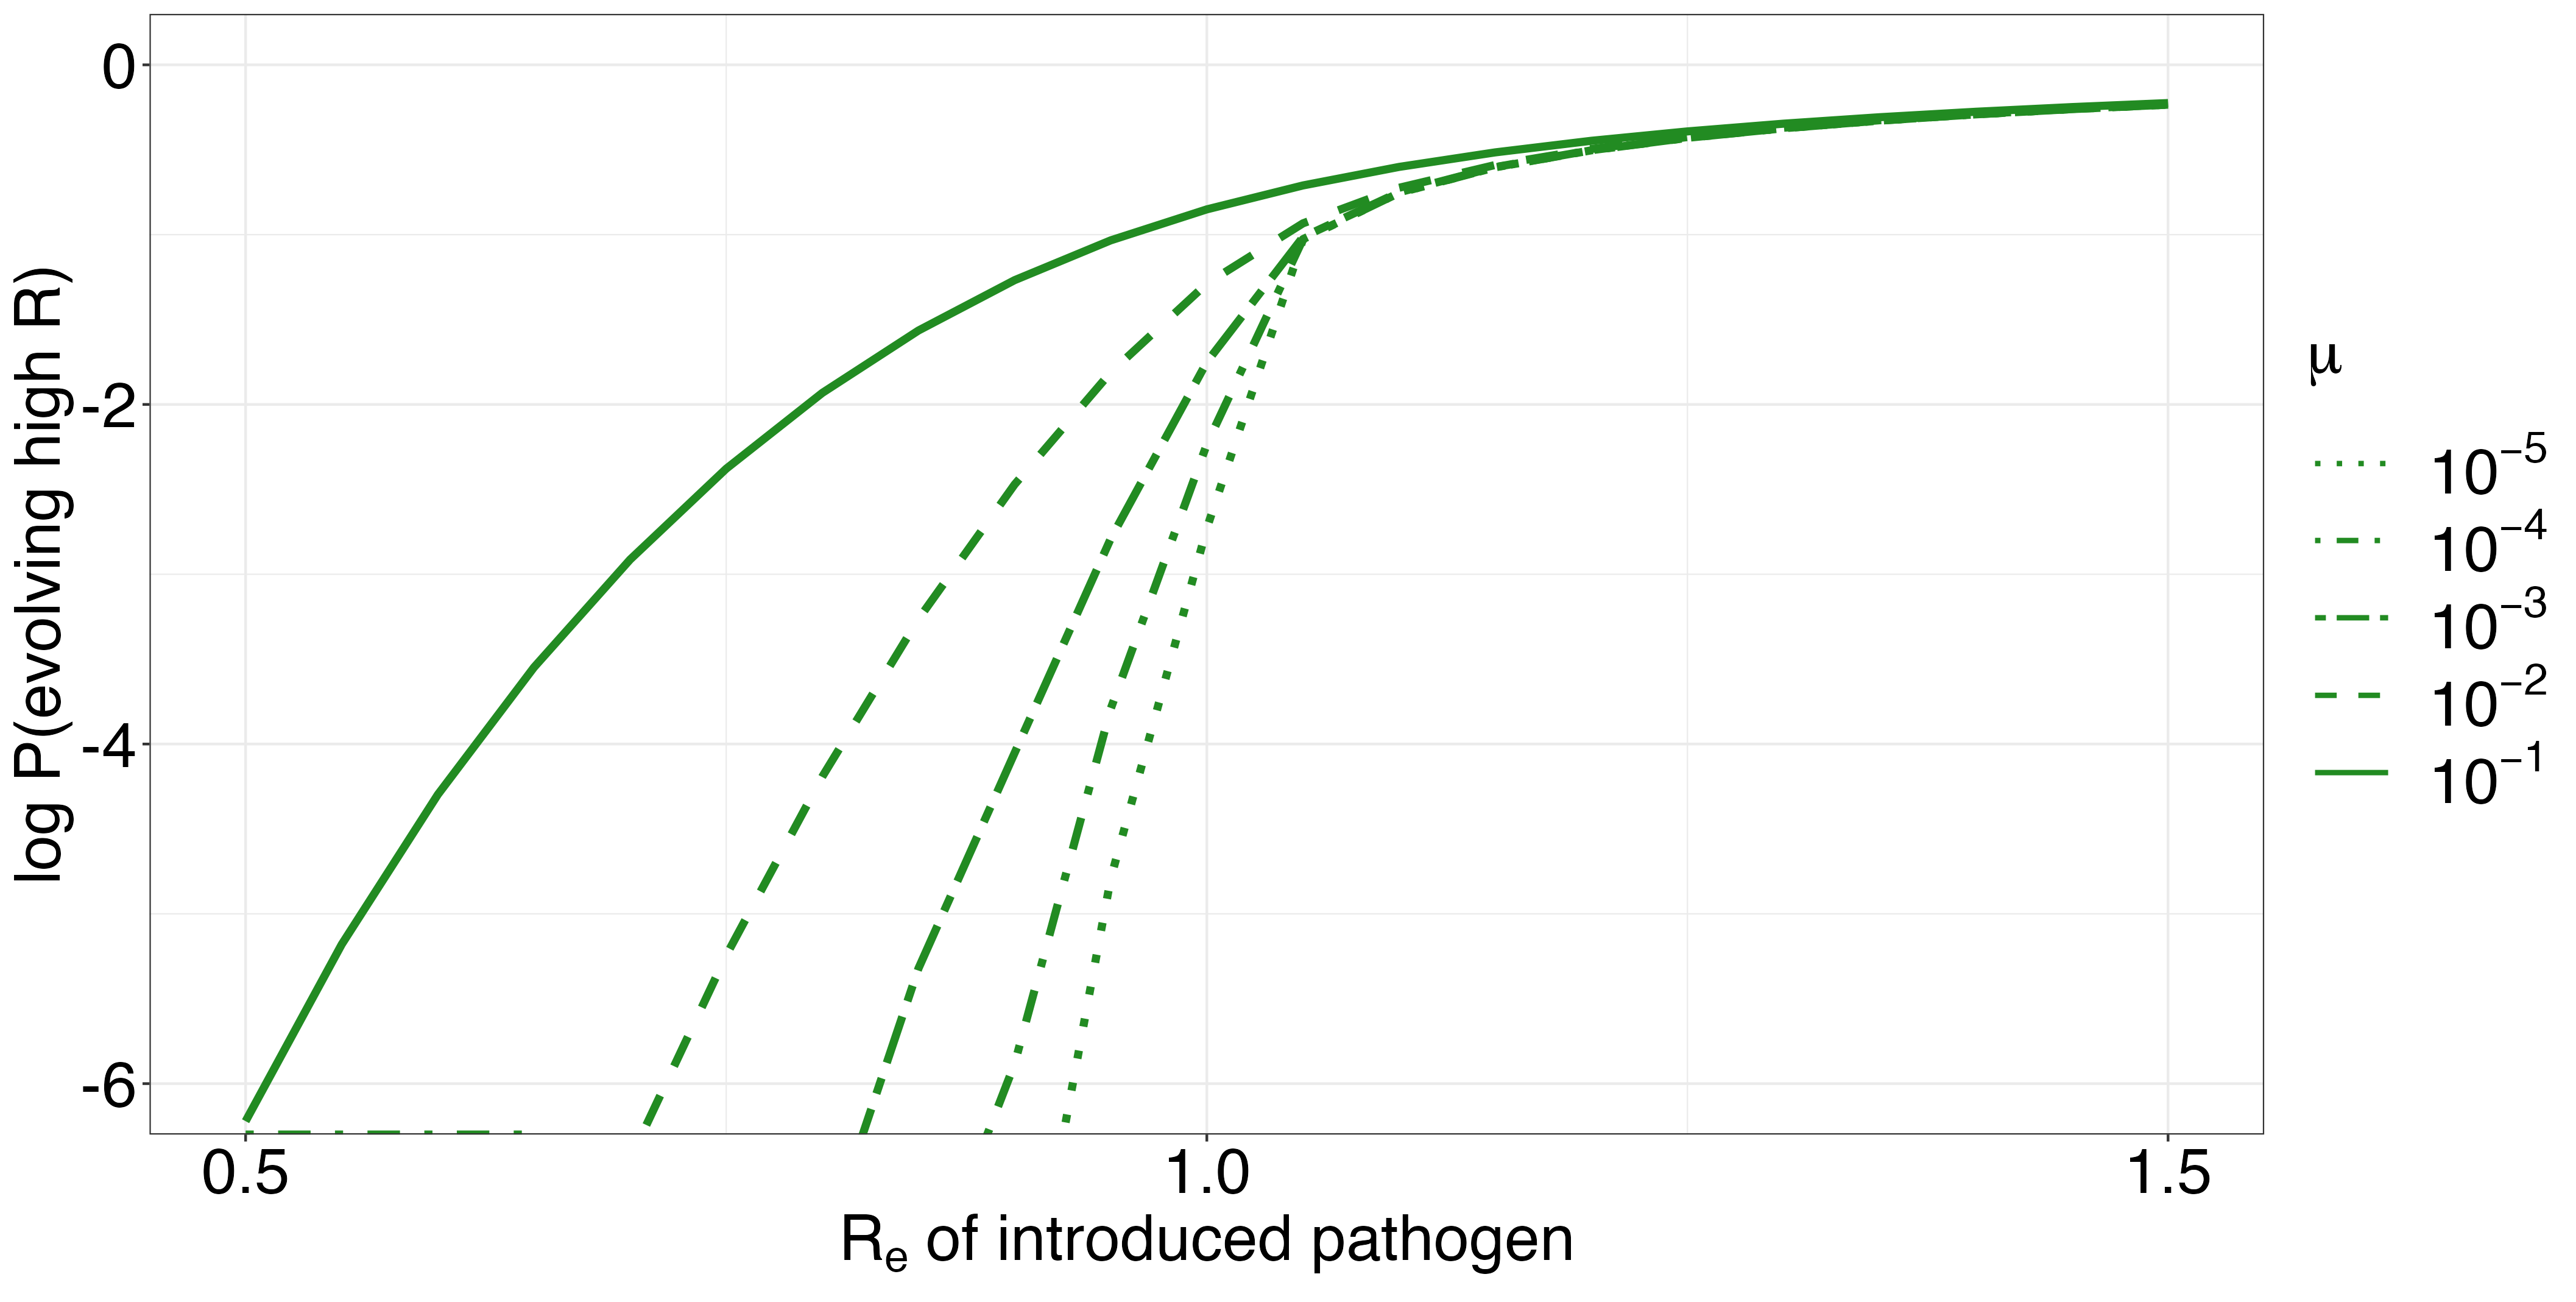 log P(evolving high R)
0
-2
-4
-6
0.5 1.0 1.5
Rₑ of introduced pathogen
μ
10⁻⁵
10⁻⁴
10⁻³
10⁻²
10⁻¹